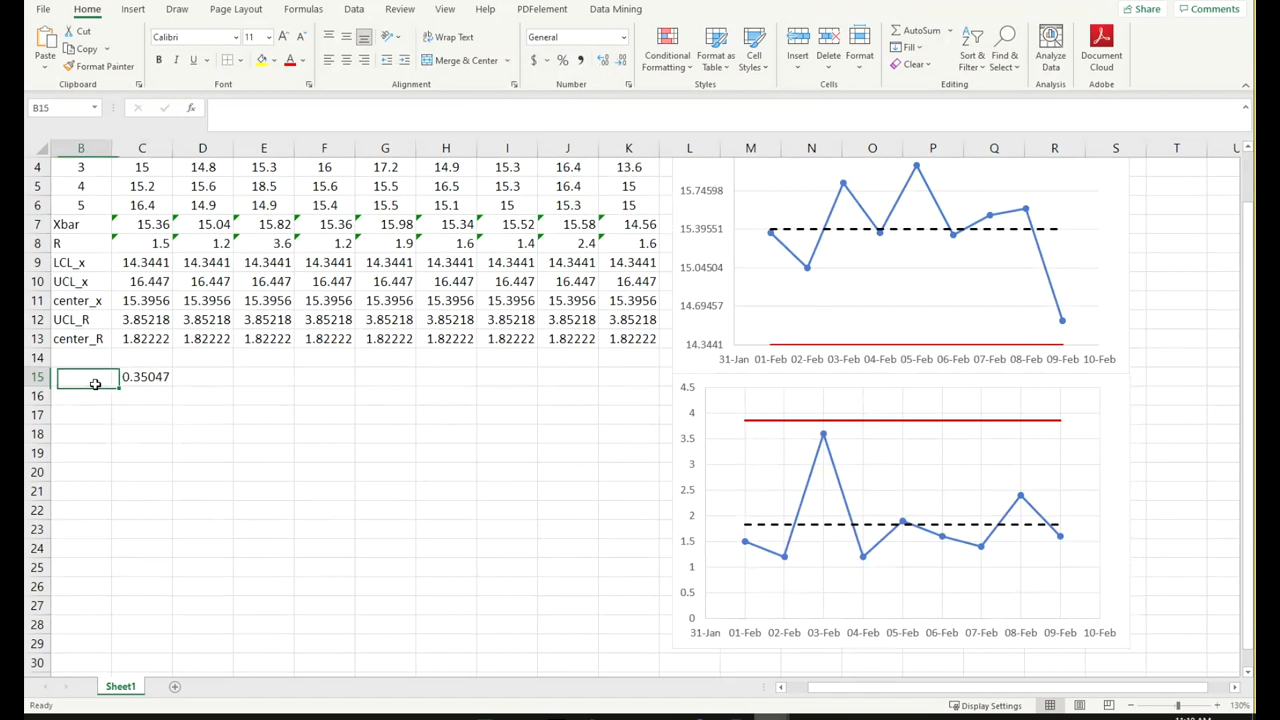 File Home Insert Draw Page Layout Formulas Data Review View Help PDFelement Data Mining Share Comments
Cut
Copy
Format Painter
Paste
Clipboard
Calibri 11
B I U
Font
Wrap Text
Merge & Center
Alignment
General
$ % ,
Number
Conditional Formatting
Format as Table
Cell Styles
Styles
Insert Delete Format
Cells
AutoSum
Fill
Clear
Sort & Filter
Find & Select
Editing
Analyze Data
Analysis
Document Cloud
Adobe
B15 fx
B C D E F G H I J K L M N O P Q R S T U
4 3 15 14.8 15.3 16 17.2 14.9 15.3 16.4 13.6
5 4 15.2 15.6 18.5 15.6 15.5 16.5 15.3 16.4 15
6 5 16.4 14.9 14.9 15.4 15.5 15.1 15 15.3 15
7 Xbar 15.36 15.04 15.82 15.36 15.98 15.34 15.52 15.58 14.56
8 R 1.5 1.2 3.6 1.2 1.9 1.6 1.4 2.4 1.6
9 LCL_x 14.3441 14.3441 14.3441 14.3441 14.3441 14.3441 14.3441 14.3441 14.3441
10 UCL_x 16.447 16.447 16.447 16.447 16.447 16.447 16.447 16.447 16.447
11 center_x 15.3956 15.3956 15.3956 15.3956 15.3956 15.3956 15.3956 15.3956 15.3956
12 UCL_R 3.85218 3.85218 3.85218 3.85218 3.85218 3.85218 3.85218 3.85218 3.85218
13 center_R 1.82222 1.82222 1.82222 1.82222 1.82222 1.82222 1.82222 1.82222 1.82222
14
15 0.35047
16
17
18
19
20
21
22
23
24
25
26
27
28
29
30
15.74598
15.39551
15.04504
14.69457
14.3441
31-Jan 01-Feb 02-Feb 03-Feb 04-Feb 05-Feb 06-Feb 07-Feb 08-Feb 09-Feb 10-Feb
4.5
4
3.5
3
2.5
2
1.5
1
0.5
0
31-Jan 01-Feb 02-Feb 03-Feb 04-Feb 05-Feb 06-Feb 07-Feb 08-Feb 09-Feb 10-Feb
Sheet1
Ready Display Settings 130%